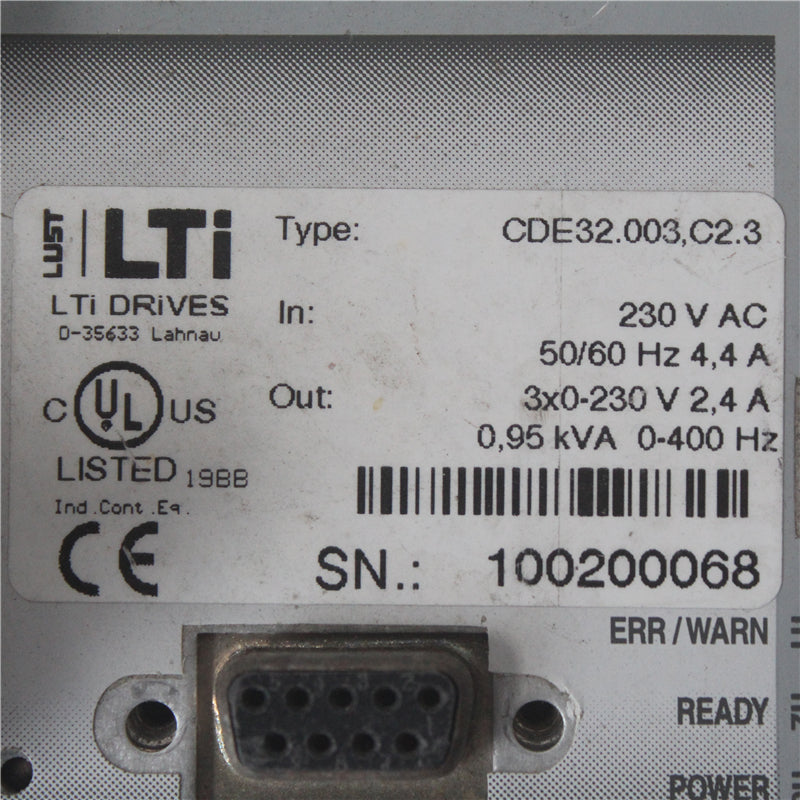 LUST LTi
LTi DRiVES
D-35633 Lahnau
C UL US
LISTED 19BB
Ind.Cont.Eq.
CE
Type: CDE32.003,C2.3
In: 230 V AC
50/60 Hz 4,4 A
Out: 3x0-230 V 2,4 A
0,95 kVA 0-400 Hz
SN.: 100200068
ERR/WARN H1
READY H2
POWER